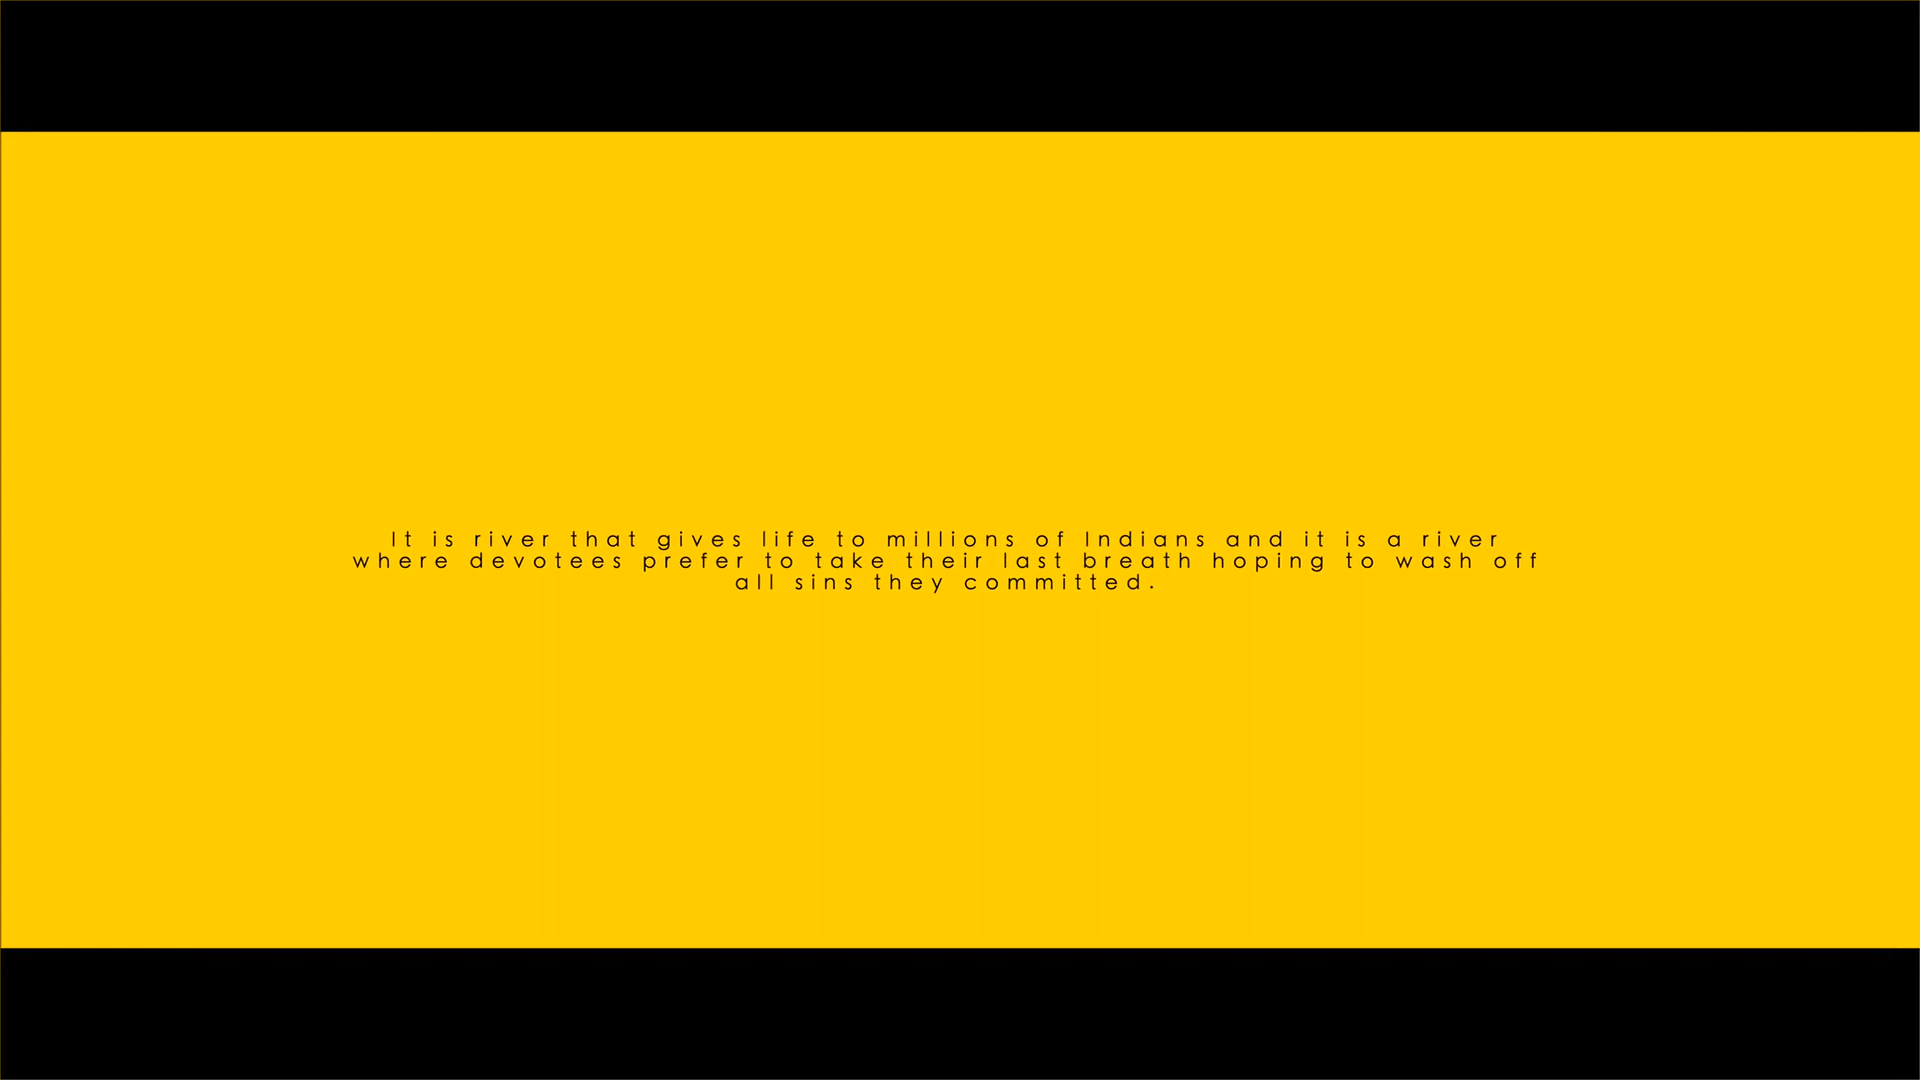 It is river that gives life to millions of Indians and it is a river
where devotees prefer to take their last breath hoping to wash off
all sins they committed.